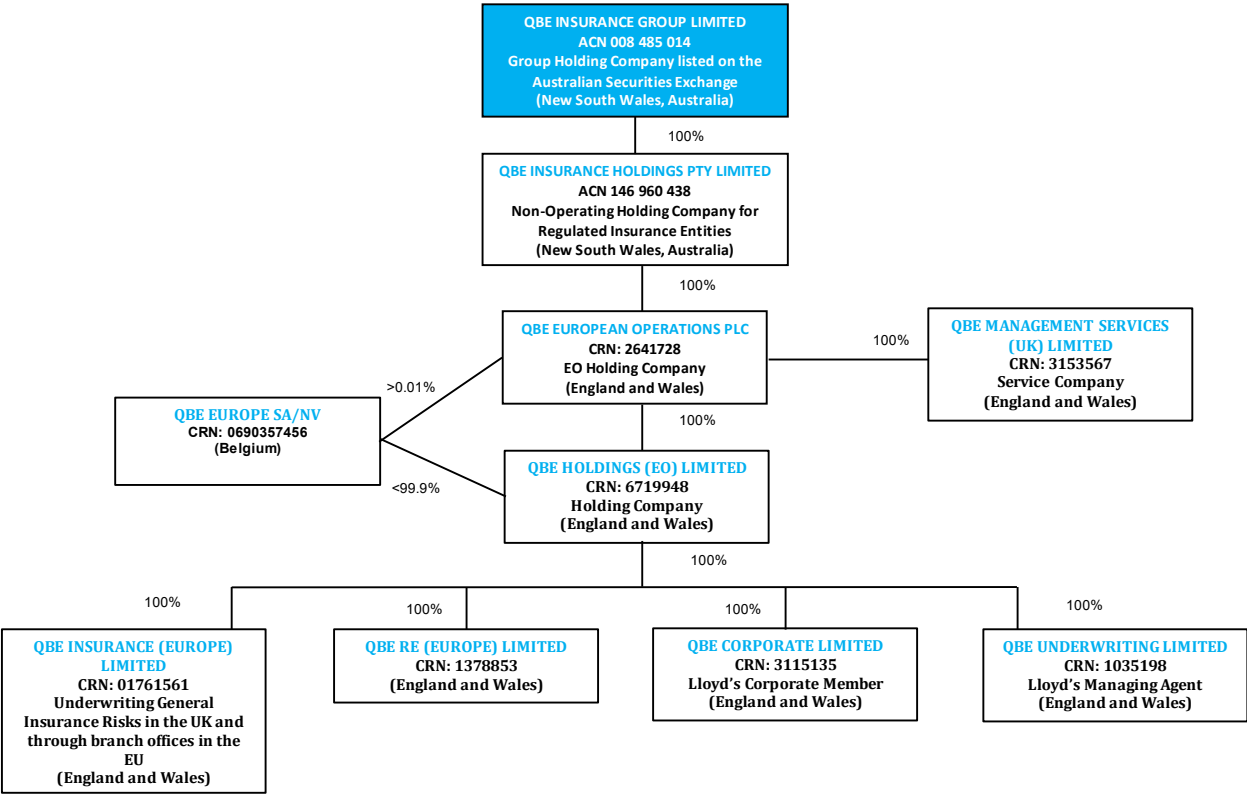 QBE INSURANCE GROUP LIMITED
ACN 008 485 014
Group Holding Company listed on the
Australian Securities Exchange
(New South Wales, Australia)
100%
QBE INSURANCE HOLDINGS PTY LIMITED
ACN 146 960 438
Non-Operating Holding Company for
Regulated Insurance Entities
(New South Wales, Australia)
100%
QBE EUROPEAN OPERATIONS PLC
CRN: 2641728
EO Holding Company
(England and Wales)
100%
QBE MANAGEMENT SERVICES
(UK) LIMITED
CRN: 3153567
Service Company
(England and Wales)
>0.01%
QBE EUROPE SA/NV
CRN: 0690357456
(Belgium)
<99.9%
100%
QBE HOLDINGS (EO) LIMITED
CRN: 6719948
Holding Company
(England and Wales)
100%
100%
100%
100%
100%
QBE INSURANCE (EUROPE)
LIMITED
CRN: 01761561
Underwriting General
Insurance Risks in the UK and
through branch offices in the
EU
(England and Wales)
QBE RE (EUROPE) LIMITED
CRN: 1378853
(England and Wales)
QBE CORPORATE LIMITED
CRN: 3115135
Lloyd's Corporate Member
(England and Wales)
QBE UNDERWRITING LIMITED
CRN: 1035198
Lloyd's Managing Agent
(England and Wales)